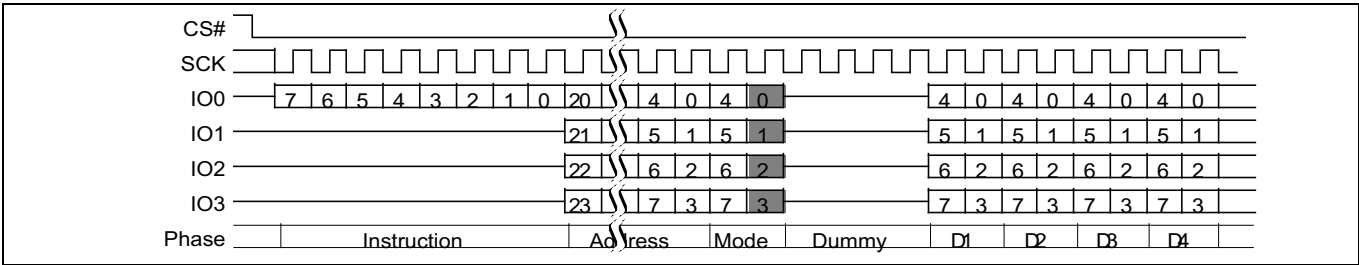 CS#
SCK
IO0 7 6 5 4 3 2 1 0 20 4 0 4 0 4 0 4 0 4 0 4 0
IO1 21 5 1 5 1 5 1 5 1 5 1 5 1
IO2 22 6 2 6 2 6 2 6 2 6 2 6 2
IO3 23 7 3 7 3 7 3 7 3 7 3 7 3
Phase Instruction Address Mode Dummy D1 D2 D3 D4